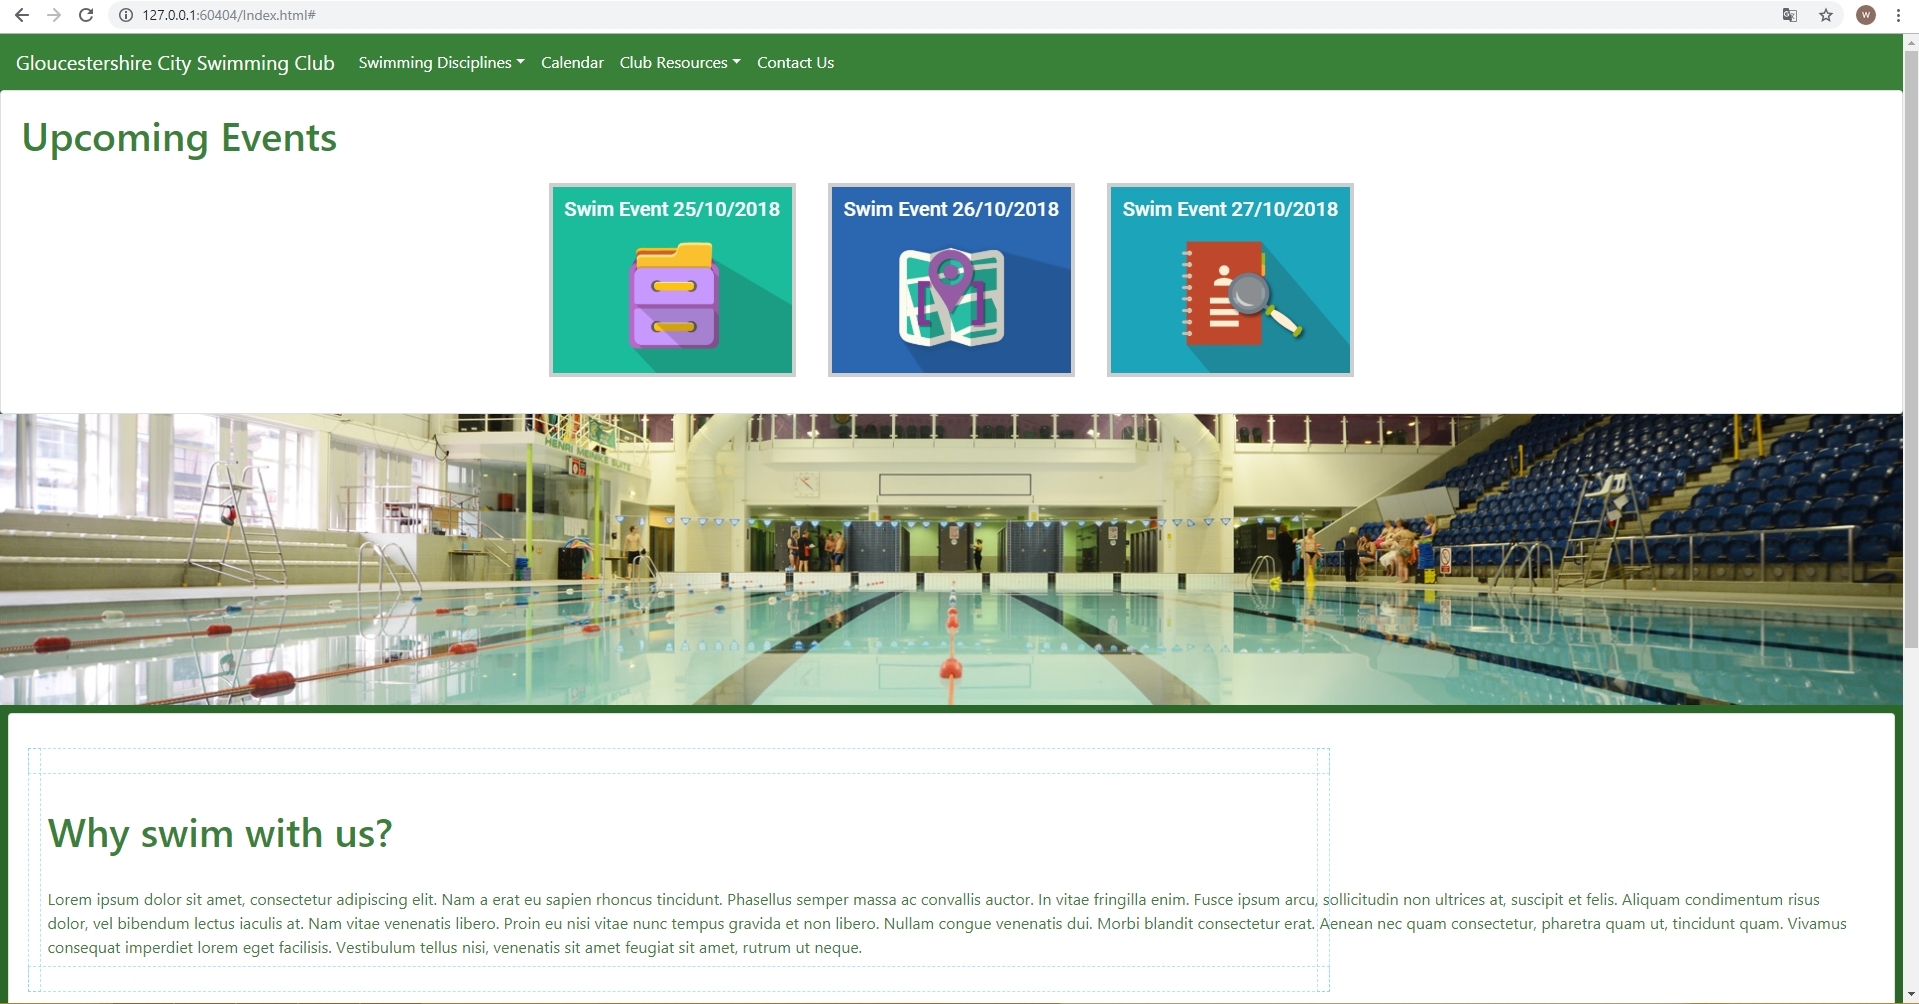 127.0.0.1:60404/Index.html#
W
Gloucestershire City Swimming Club Swimming Disciplines Calendar Club Resources Contact Us
Upcoming Events
Swim Event 25/10/2018 Swim Event 26/10/2018 Swim Event 27/10/2018
HENRI MEINKE SUITE
Why swim with us?
Lorem ipsum dolor sit amet, consectetur adipiscing elit. Nam a erat eu sapien rhoncus tincidunt. Phasellus semper massa ac convallis auctor. In vitae fringilla enim. Fusce ipsum arcu, sollicitudin non ultrices at, suscipit et felis. Aliquam condimentum risus
dolor, vel bibendum lectus iaculis at. Nam vitae venenatis libero. Proin eu nisi vitae nunc tempus gravida et non libero. Nullam congue venenatis dui. Morbi blandit consectetur erat. Aenean nec quam consectetur, pharetra quam ut, tincidunt quam. Vivamus
consequat imperdiet lorem eget facilisis. Vestibulum tellus nisi, venenatis sit amet feugiat sit amet, rutrum ut neque.